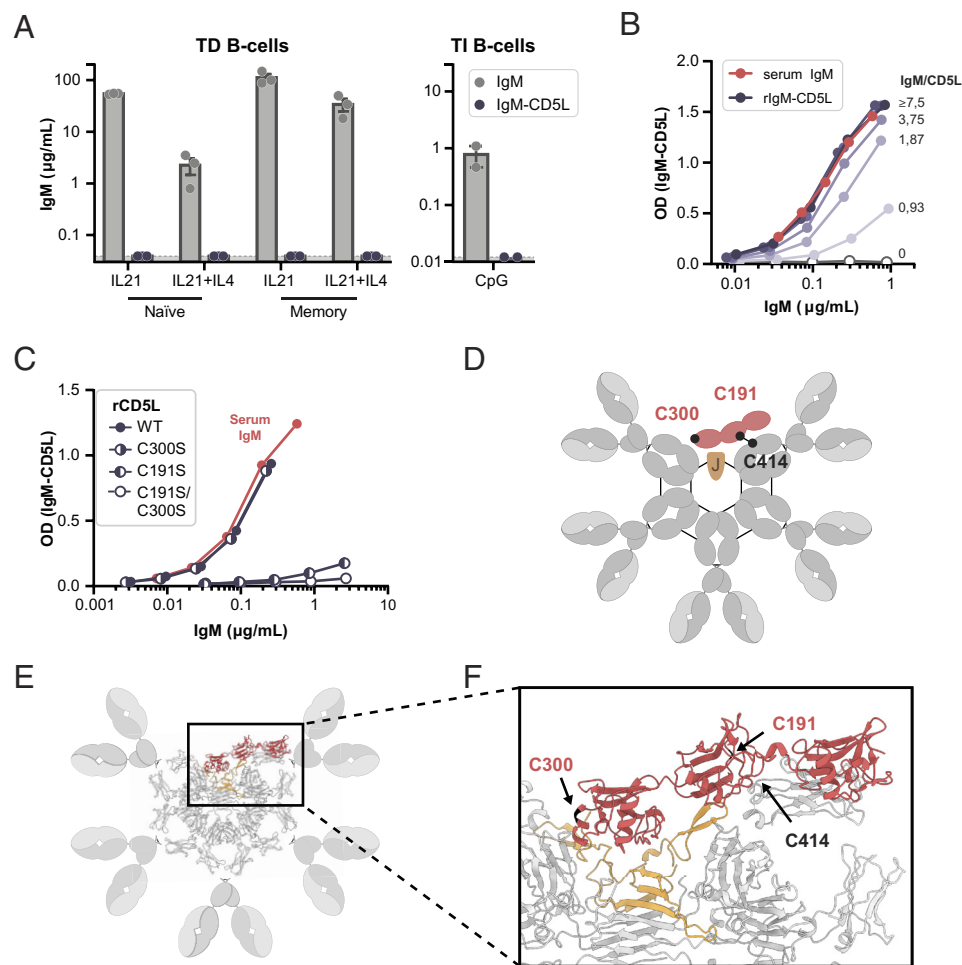 A
TD B-cells
TI B-cells
IgM (µg/mL)
100
10
1
0.1
IL21
IL21+IL4
IL21
IL21+IL4
Naïve
Memory
IgM
IgM-CD5L
1
0.1
0.01
CpG
B
OD (IgM-CD5L)
2.0
1.5
1.0
0.5
0.0
serum IgM
rIgM-CD5L
IgM/CD5L
≥7,5
3,75
1,87
0,93
0
0.01
0.1
1
IgM ( µg/mL)
C
OD (IgM-CD5L)
1.5
1.0
0.5
0.0
rCD5L
WT
C300S
C191S
C191S/
C300S
Serum
IgM
0.001
0.01
0.1
1
10
IgM (µg/mL)
D
C191
C300
C414
J
E
F
C191
C300
C414